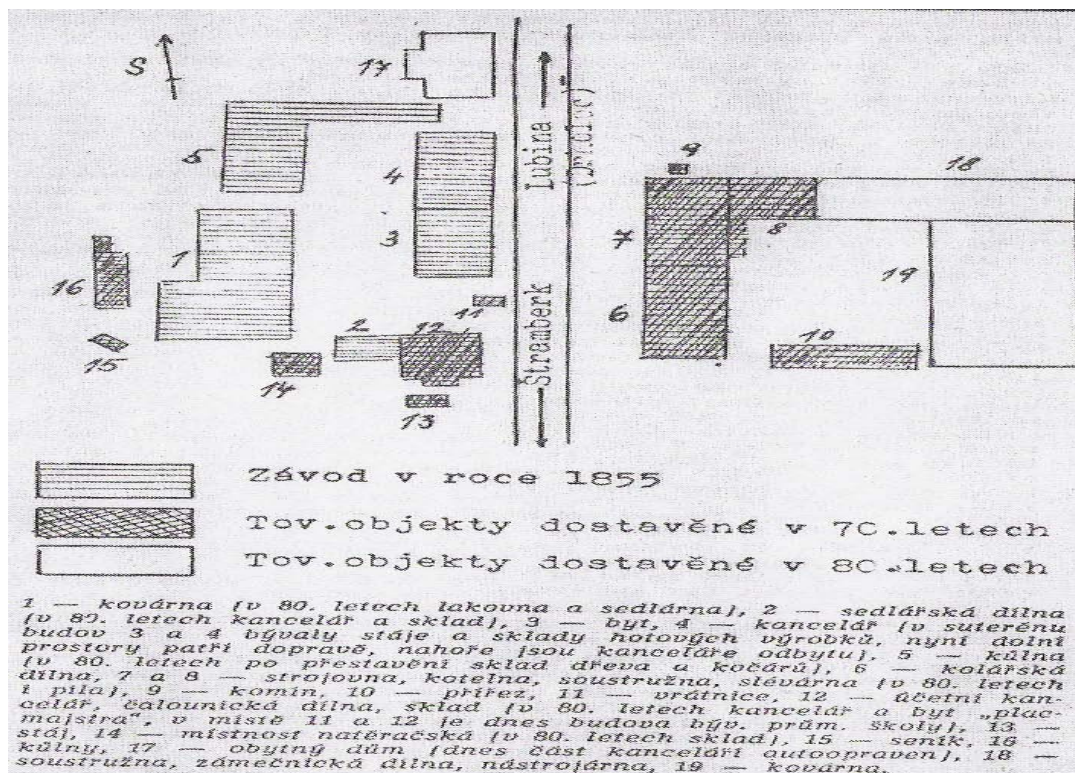 S
17
Lubina
(Drholec)
9
18
5
4
7
8
1
3
19
16
6
11
2
12
10
Štramberk
15
14
13
Závod v roce 1855
Tov.objekty dostavěné v 70.letech
Tov.objekty dostavěné v 80.letech
1 — kovárna (v 80. letech lakovna a sedlárna), 2 — sedlářská dílna
(v 80. letech kancelář a sklad), 3 — byt, 4 — kancelář (v suterénu
budov 3 a 4 bývaly stáje a sklady hotových výrobků, nyní dolní
prostory patří dopravě, nahoře jsou kanceláře odbytu), 5 — kůlna
(v 80. letech po přestavění sklad dřeva a kočárů), 6 — kolářská
dílna, 7 a 8 — strojovna, kotelna, soustružna, slévárna (v 80. letech
i pila), 9 — komín, 10 — přířez, 11 — vrátnice, 12 — účetní kan-
celář, čalounická dílna, sklad (v 80. letech kancelář a byt „plac-
majstra“, v místě 11 a 12 je dnes budova býv. prům. školy), 13 —
stáj, 14 — místnost natěračská (v 80. letech sklad), 15 — seník, 16 —
kůlny, 17 — obytný dům (dnes část kanceláří autoopraven), 18 —
soustružna, zámečnická dílna, nástrojárna, 19 — kovárna.